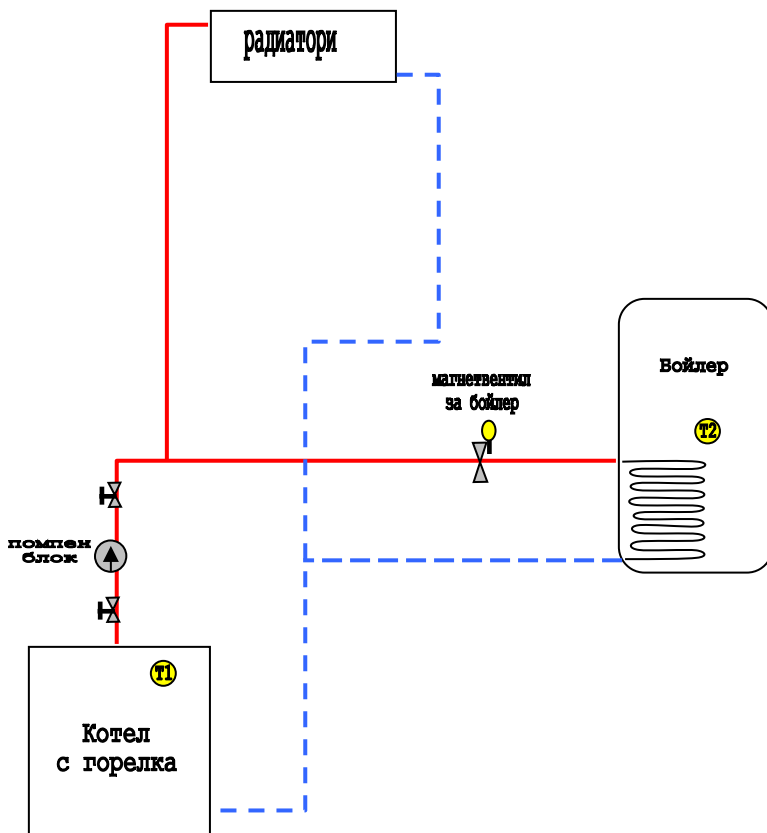 радиатори
Бойлер
магнетвентил
за бойлер
T2
помпен
блок
T1
Котел
с горелка